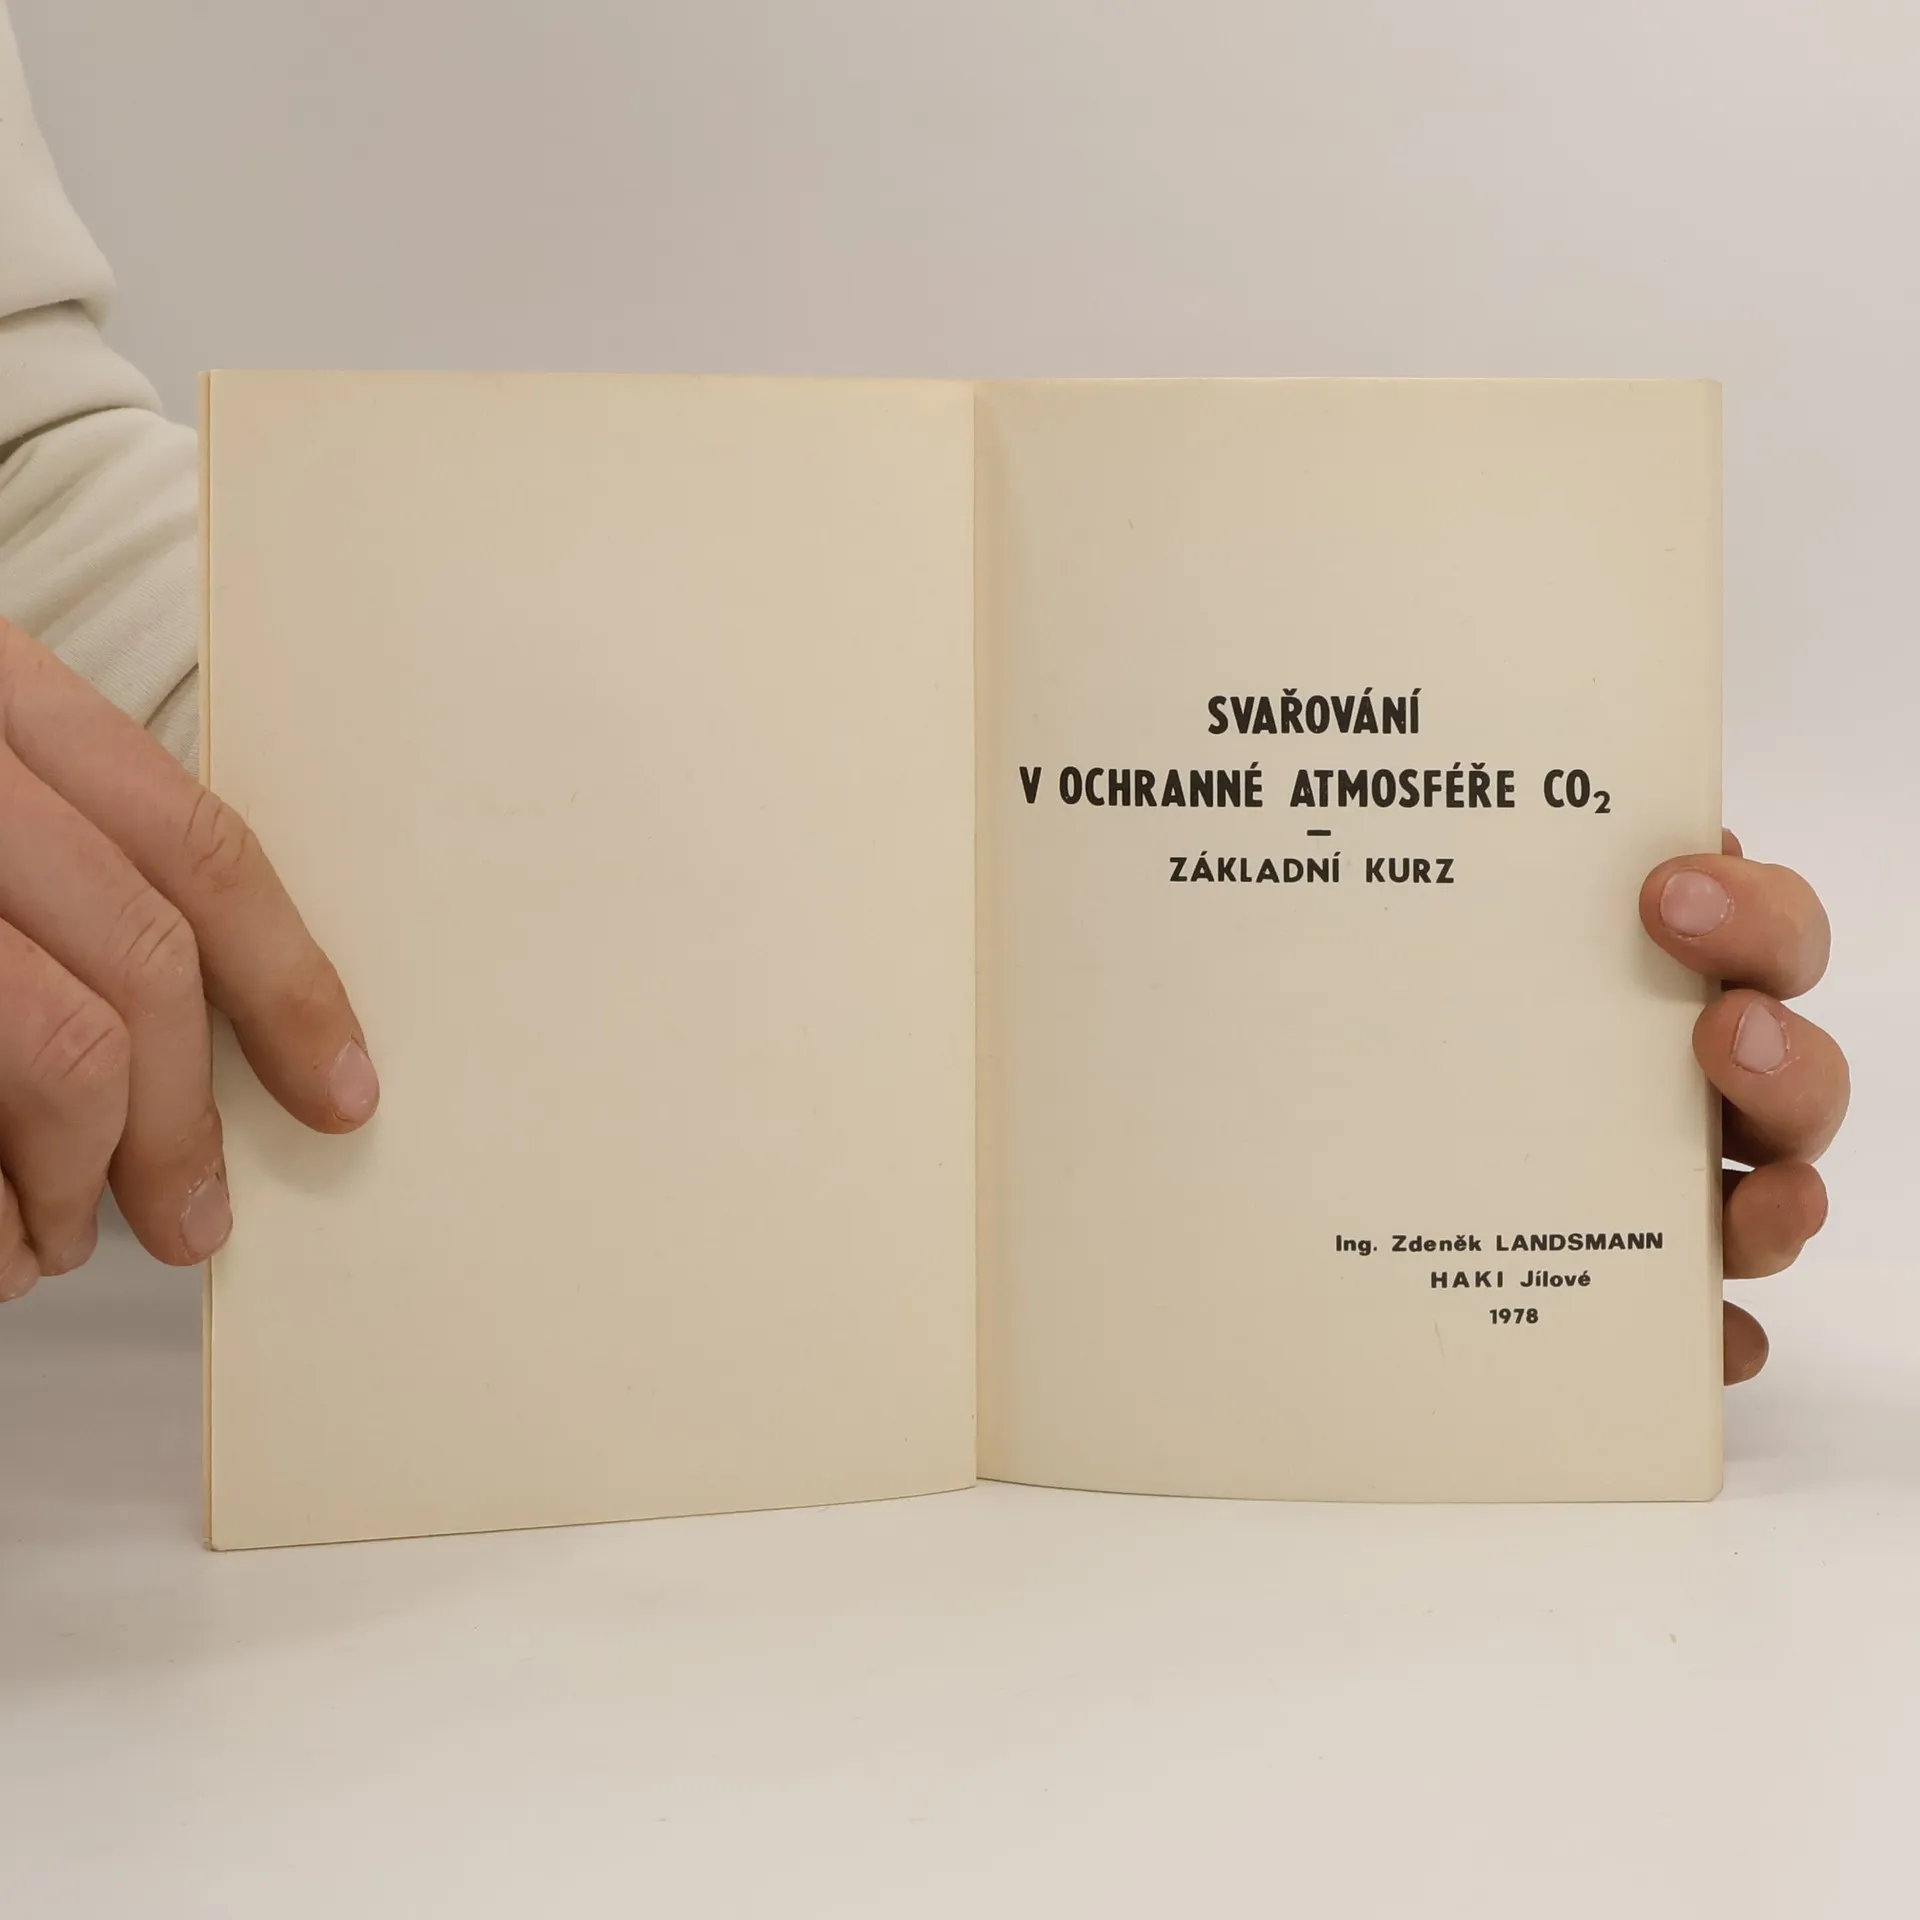 SVAŘOVÁNÍ
V OCHRANNÉ ATMOSFÉŘE CO₂
—
ZÁKLADNÍ KURZ
Ing. Zdeněk LANDSMANN
HAKI Jílové
1978